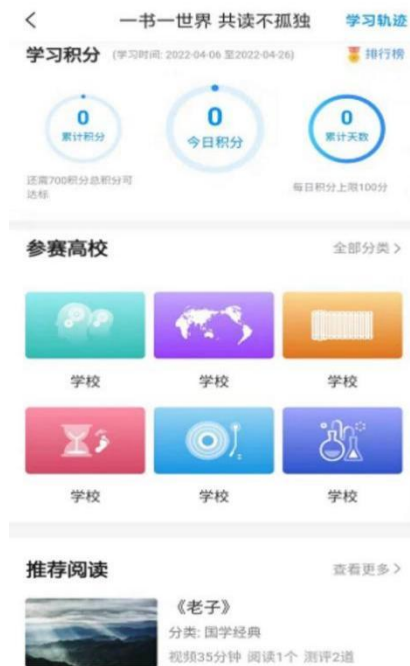 一书一世界 共读不孤独 学习轨迹
学习积分 (学习时间: 2022-04-06 至2022-04-26) 排行榜
0 0 0
累计积分 今日积分 累计天数
还需700积分总积分可
达标
每日积分上限100分
参赛高校 全部分类
学校 学校 学校
学校 学校 学校
推荐阅读 查看更多
《老子》
分类: 国学经典
视频35分钟 阅读1个 测评2道